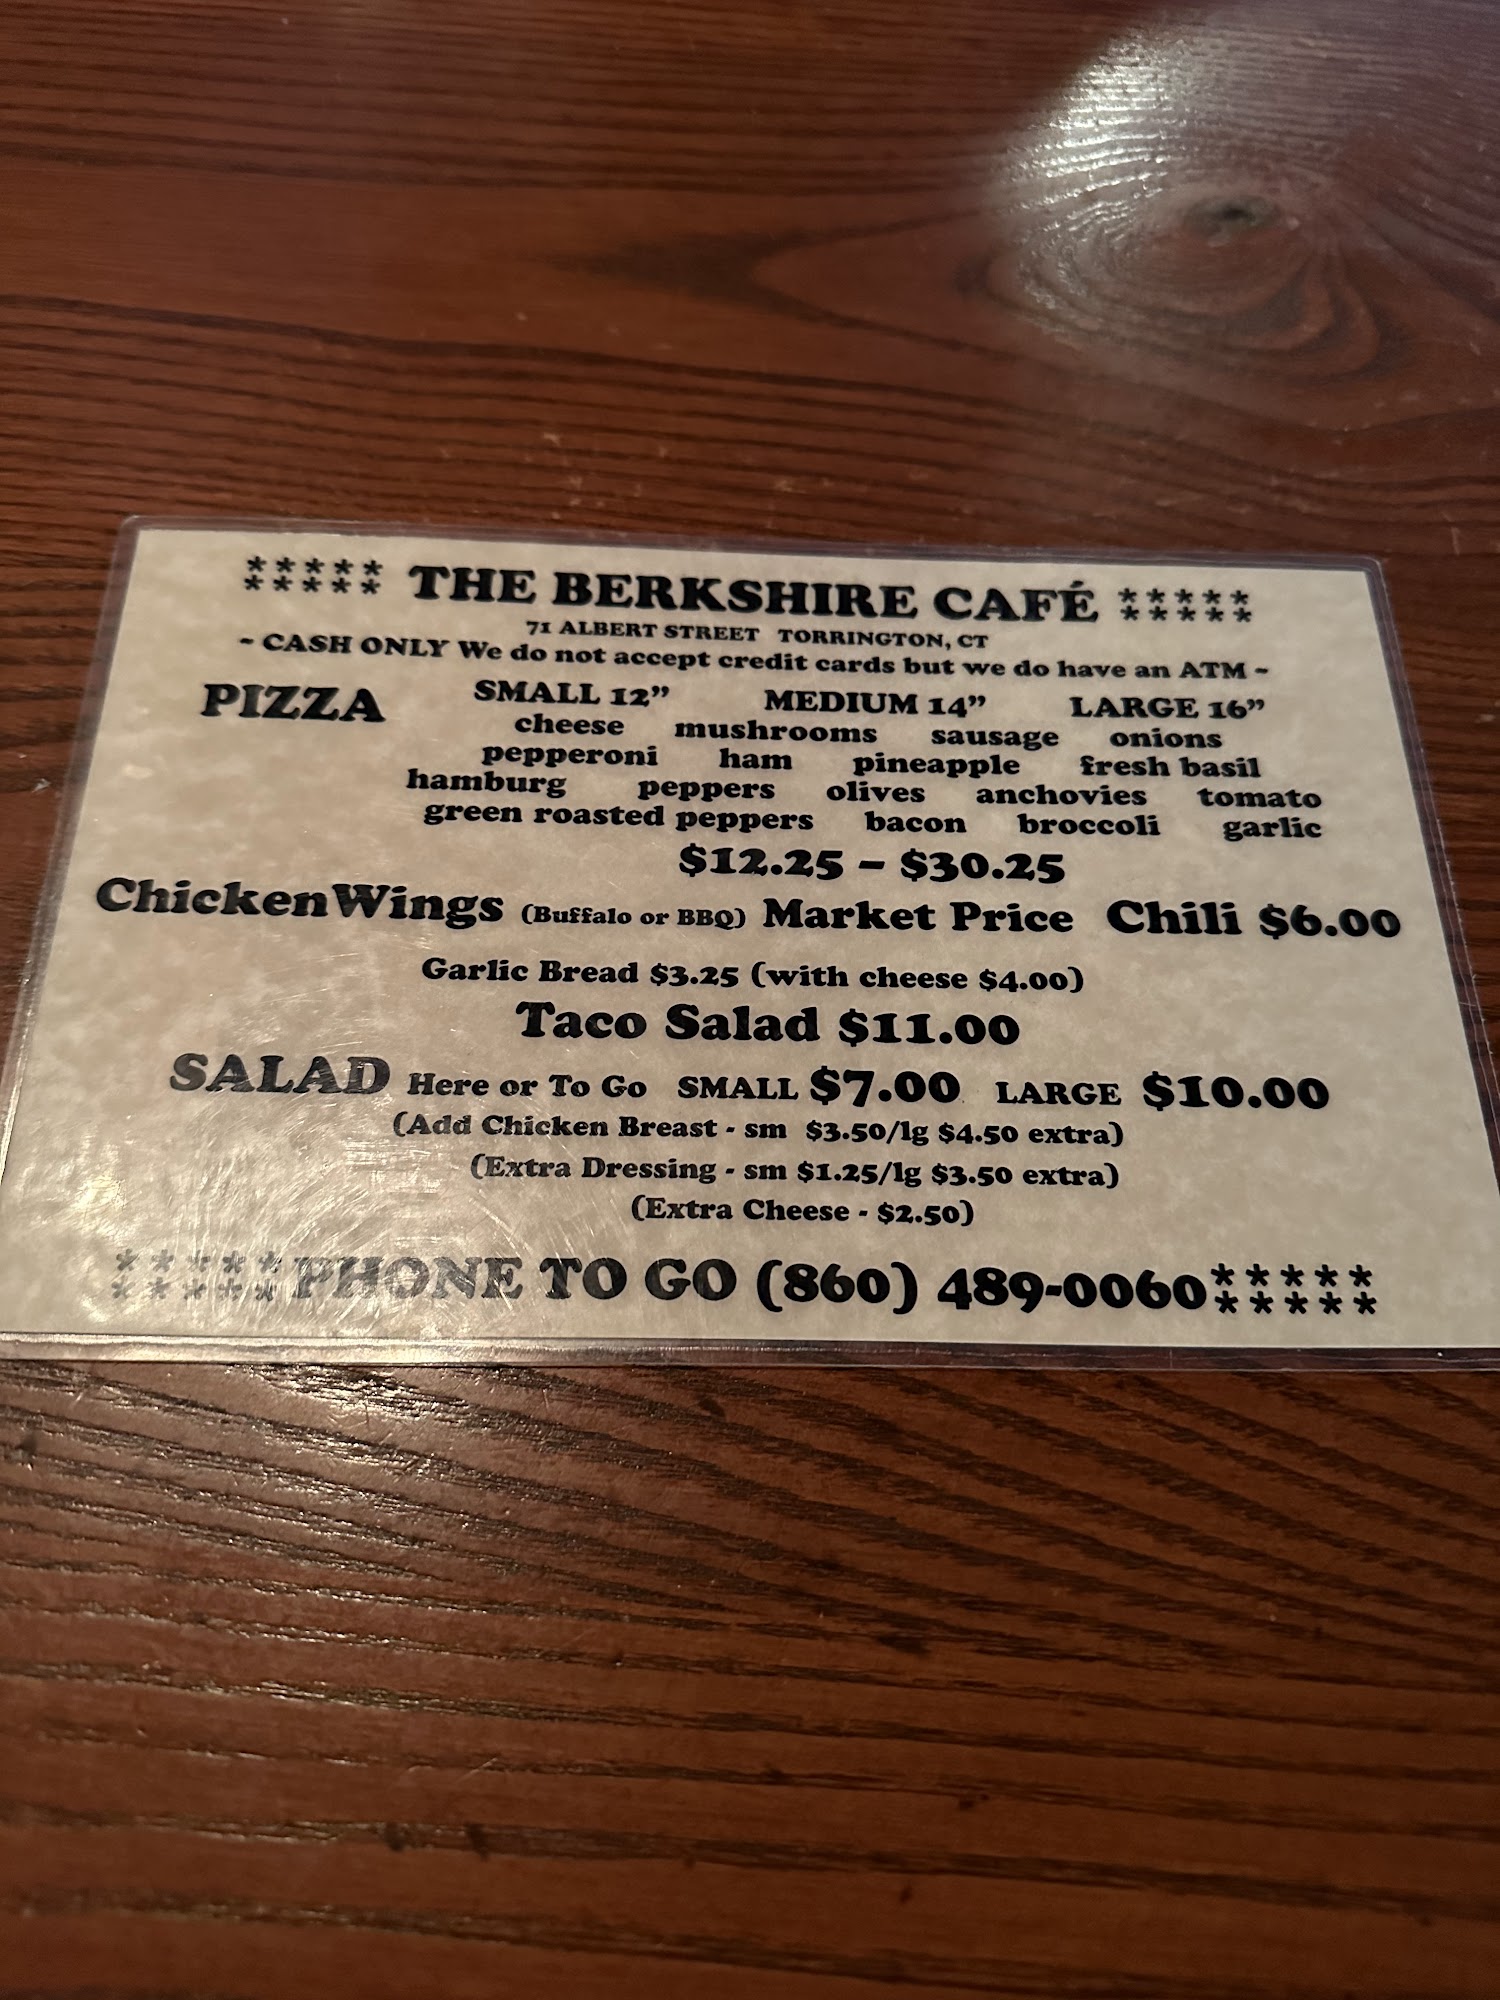 ***** THE BERKSHIRE CAFÉ *****
***** *****
71 ALBERT STREET TORRINGTON, CT
~ CASH ONLY We do not accept credit cards but we do have an ATM ~
PIZZA SMALL 12” MEDIUM 14” LARGE 16”
cheese mushrooms sausage onions
pepperoni ham pineapple fresh basil
hamburg peppers olives anchovies tomato
green roasted peppers bacon broccoli garlic
$12.25 – $30.25
Chicken Wings (Buffalo or BBQ) Market Price Chili $6.00
Garlic Bread $3.25 (with cheese $4.00)
Taco Salad $11.00
SALAD Here or To Go SMALL $7.00 LARGE $10.00
(Add Chicken Breast - sm $3.50/lg $4.50 extra)
(Extra Dressing - sm $1.25/lg $3.50 extra)
(Extra Cheese - $2.50)
***** PHONE TO GO (860) 489-0060 *****
***** *****